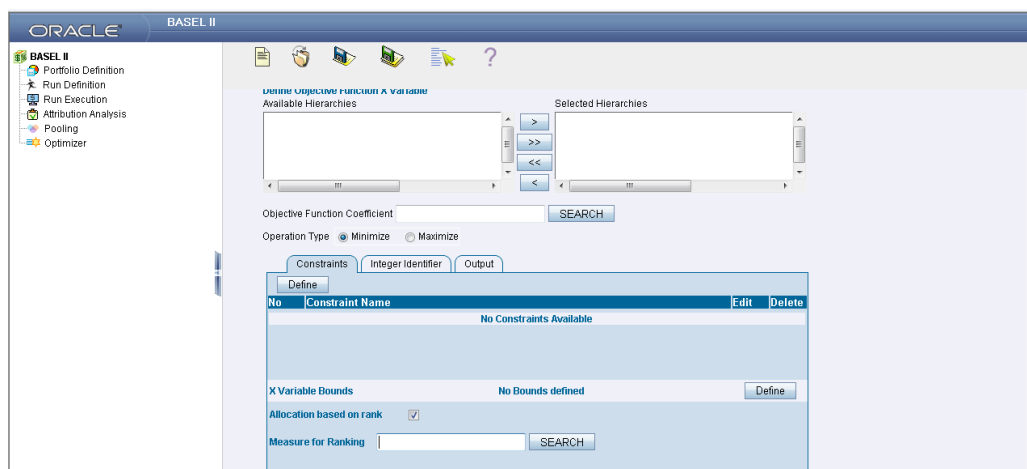 ORACLE
BASEL II
BASEL II
Portfolio Definition
Run Definition
Run Execution
Attribution Analysis
Pooling
Optimizer
?
Define Objective Function X Variable
Available Hierarchies
Selected Hierarchies
>
>>
<<
<
Objective Function Coefficient
SEARCH
Operation Type Minimize Maximize
Constraints Integer Identifier Output
Define
No Constraint Name Edit Delete
No Constraints Available
X Variable Bounds No Bounds defined Define
Allocation based on rank
Measure for Ranking SEARCH